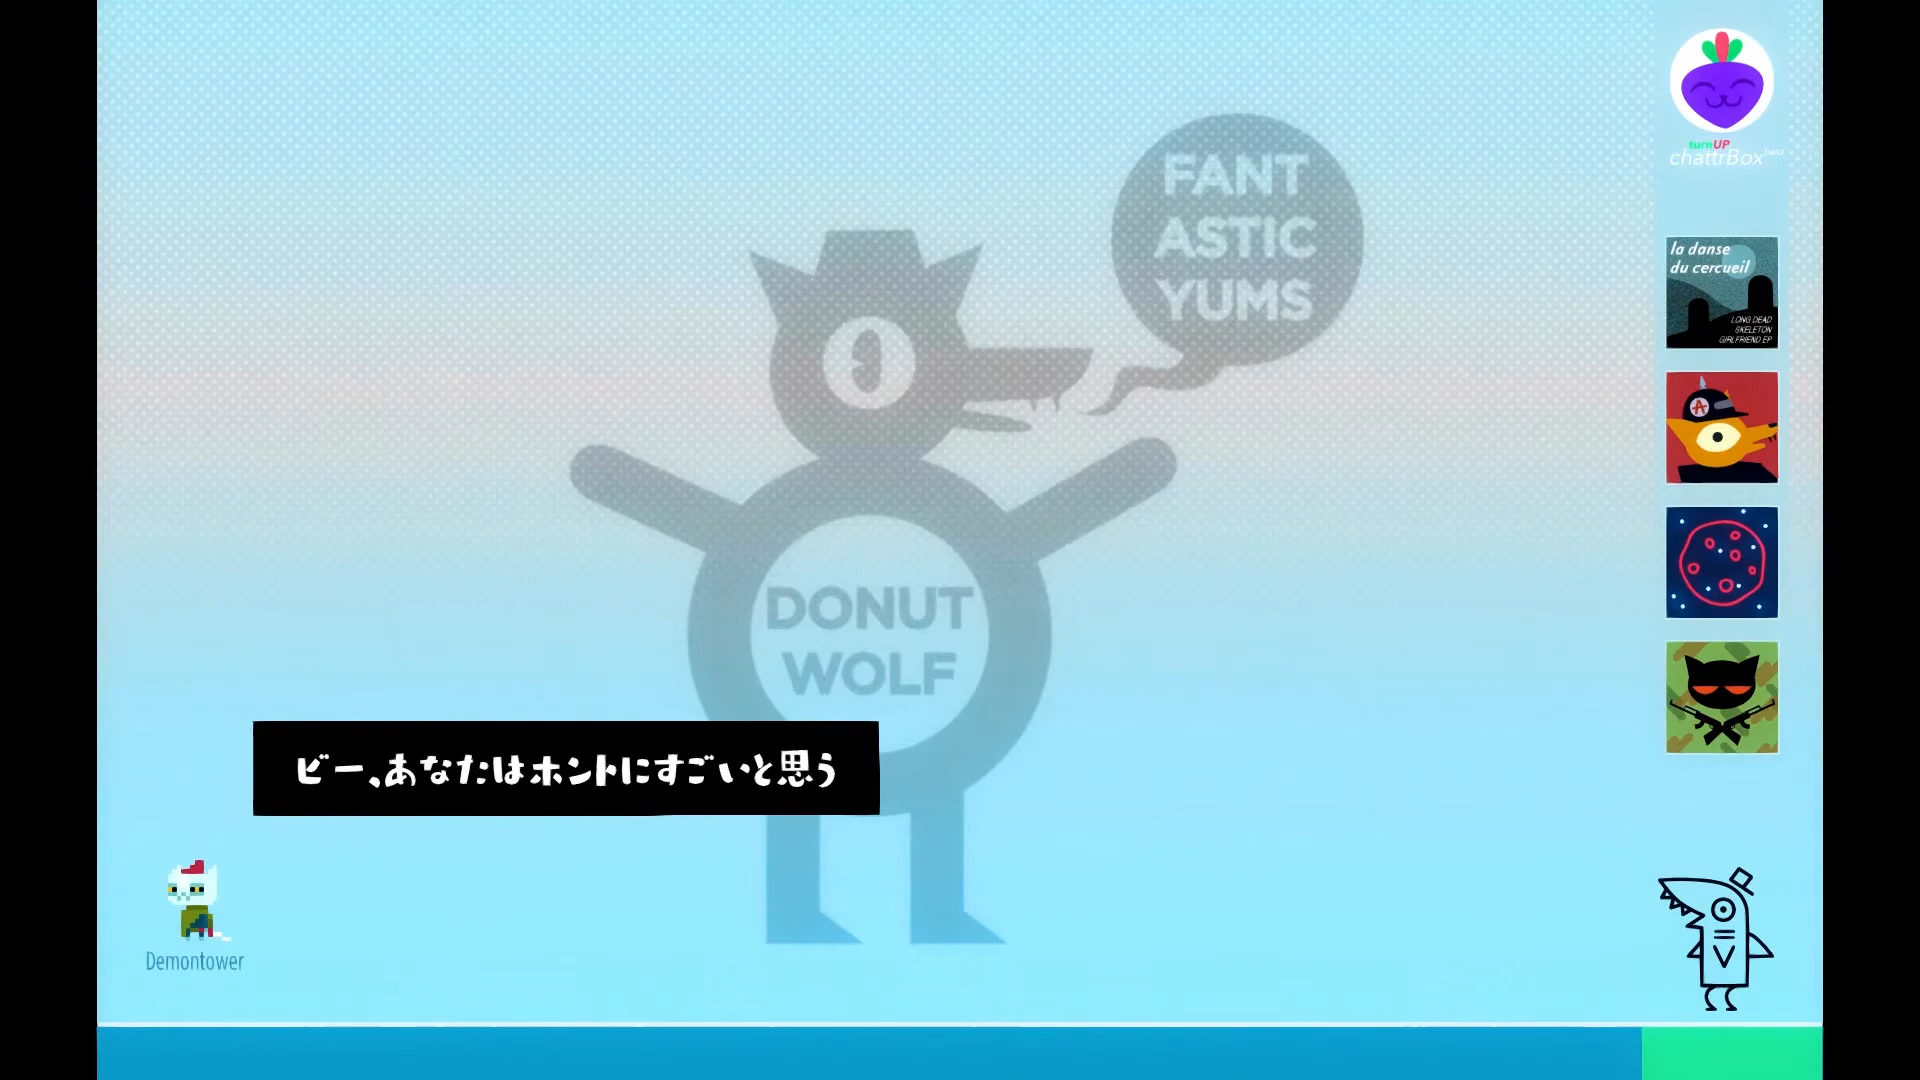 FANT
ASTIC
YUMS
turnUP
chattrBox beta
la danse
du cercueil
LONG DEAD
SKELETON
GIRLFRIEND EP
DONUT
WOLF
ビー、あなたはホントにすごいと思う
Demontower